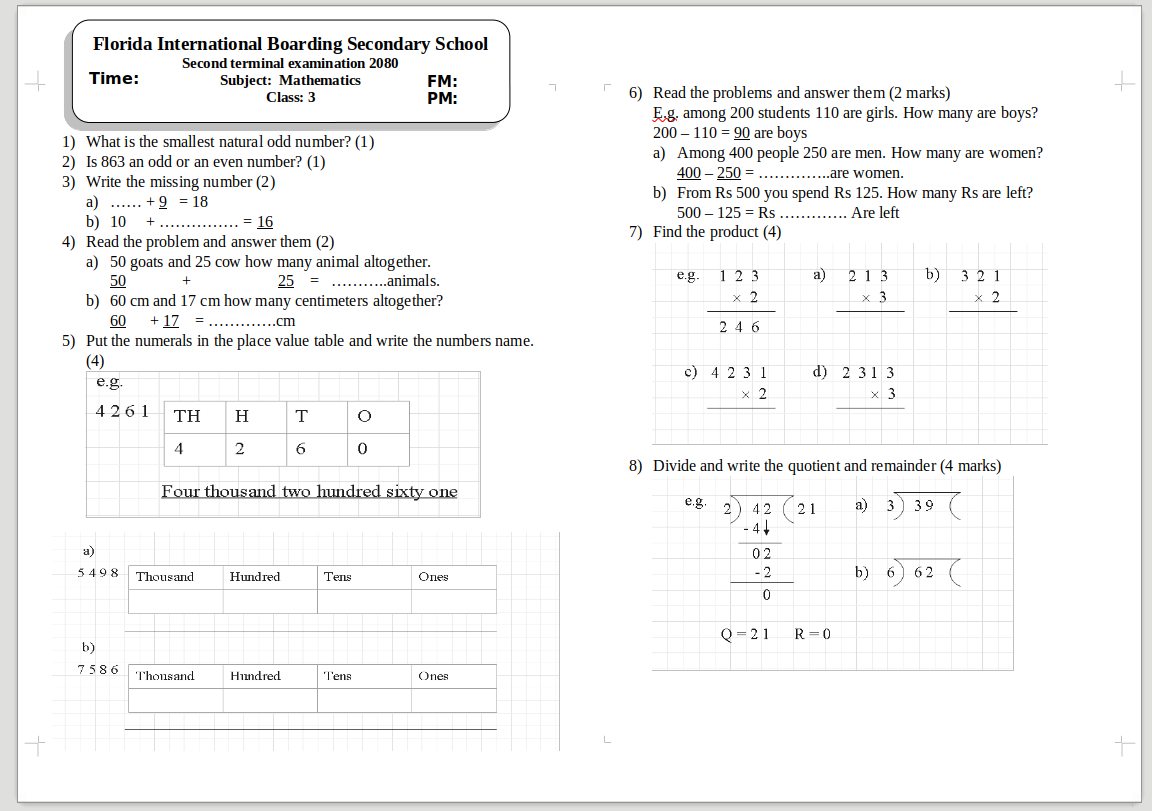 Florida International Boarding Secondary School
Second terminal examination 2080
Time: Subject: Mathematics FM:
Class: 3 PM:
1) What is the smallest natural odd number? (1)
2) Is 863 an odd or an even number? (1)
3) Write the missing number (2)
a) …… + 9 = 18
b) 10 + …………… = 16
4) Read the problem and answer them (2)
a) 50 goats and 25 cow how many animal altogether.
50 + 25 = ………..animals.
b) 60 cm and 17 cm how many centimeters altogether?
60 + 17 = ………….cm
5) Put the numerals in the place value table and write the numbers name.
(4)
e.g.
4 2 6 1 TH H T O
4 2 6 0
Four thousand two hundred sixty one
a)
5 4 9 8 Thousand Hundred Tens Ones
b)
7 5 8 6 Thousand Hundred Tens Ones
6) Read the problems and answer them (2 marks)
E.g. among 200 students 110 are girls. How many are boys?
200 – 110 = 90 are boys
a) Among 400 people 250 are men. How many are women?
400 – 250 = …………..are women.
b) From Rs 500 you spend Rs 125. How many Rs are left?
500 – 125 = Rs …………. Are left
7) Find the product (4)
e.g. 1 2 3 a) 2 1 3 b) 3 2 1
× 2 × 3 × 2
2 4 6
c) 4 2 3 1 d) 2 3 1 3
× 2 × 3
8) Divide and write the quotient and remainder (4 marks)
e.g. 2) 4 2 ( 2 1 a) 3) 3 9 (
- 4↓
0 2
- 2 b) 6) 6 2 (
0
Q = 2 1 R = 0